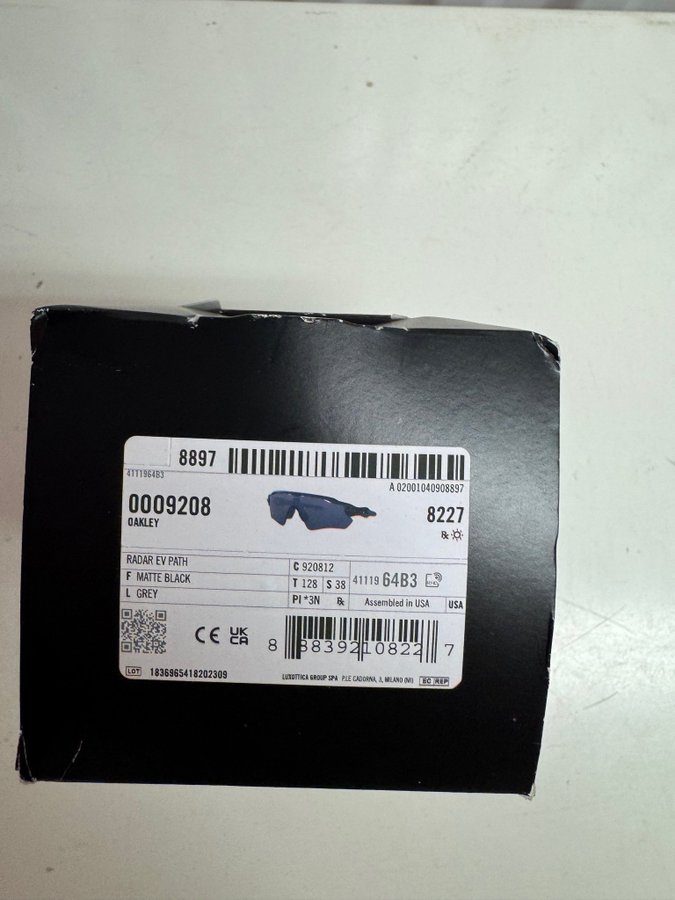 8897
4111964B3
A 02001040908897
0009208
OAKLEY
8227
RADAR EV PATH
F MATTE BLACK
L GREY
C 920812
T 128 S 38
PI *3N
41119 64B3
Assembled in USA
USA
CE UK CA
8 883921082 2 7
LOT 1836965418202309
LUXOTTICA GROUP SPA P.LE CADORNA, 3, MILANO (MI) EC REP